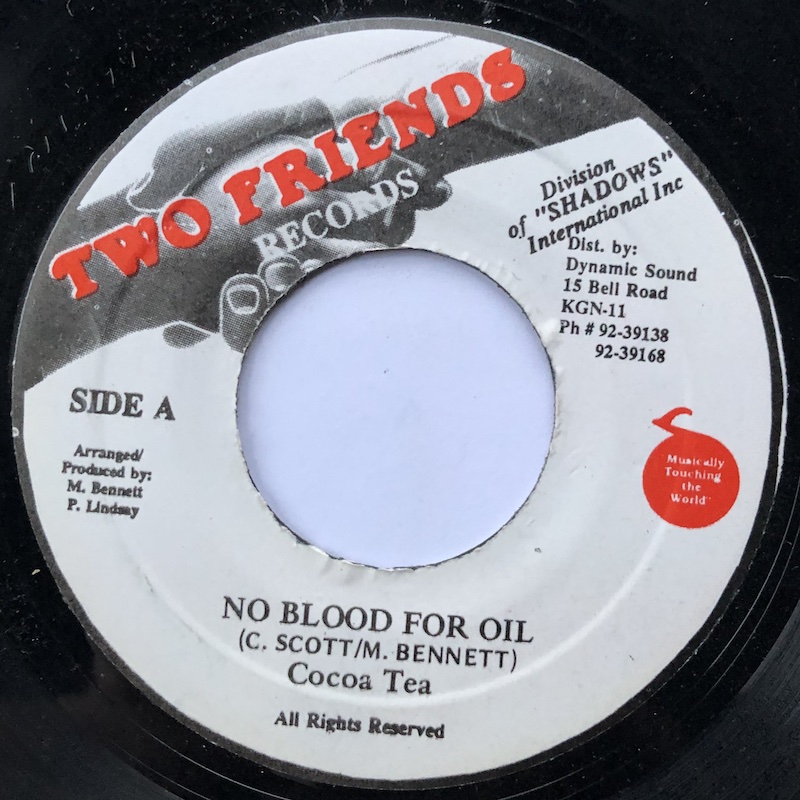 TWO FRIENDS
RECORDS
Division
of "SHADOWS"
International Inc
Dist. by:
Dynamic Sound
15 Bell Road
KGN-11
Ph # 92-39138
92-39168
SIDE A
Arranged/
Produced by:
M. Bennett
P. Lindsay
Musically
Touching
the
World"
NO BLOOD FOR OIL
(C. SCOTT/M. BENNETT)
Cocoa Tea
All Rights Reserved